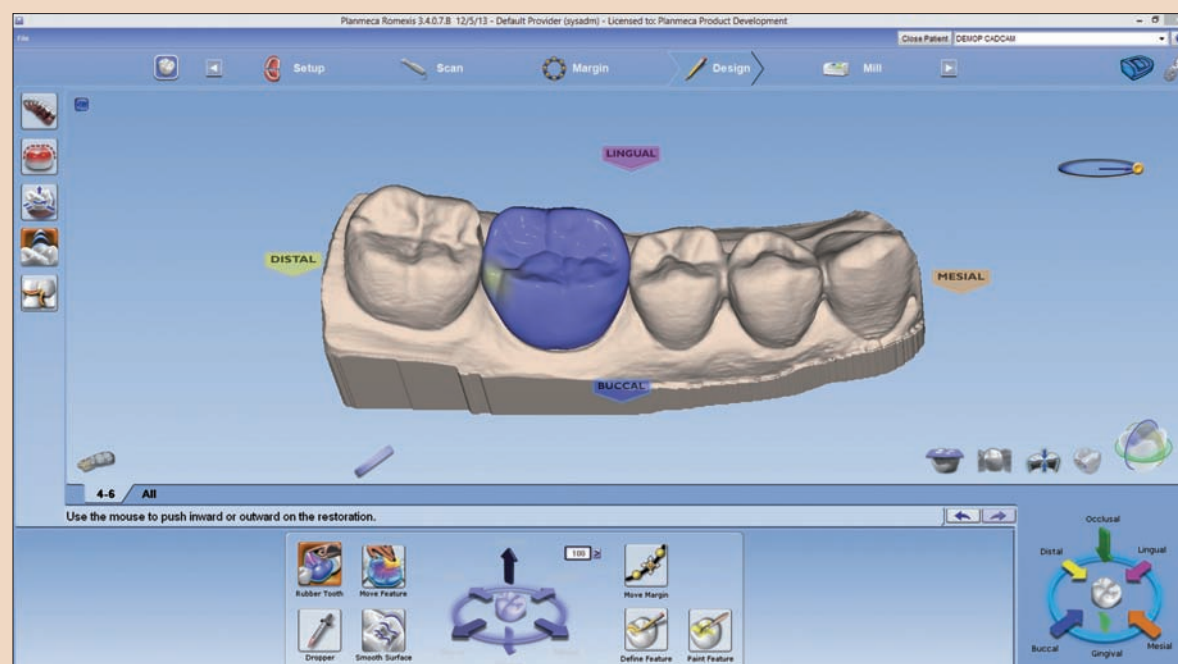 Planmeca Romexis 3.4.0.7.B 12/5/13 - Default Provider (sysadm) - Licensed to: Planmeca Product Development
File
Close Patient DEMOP CADCAM
Setup Scan Margin Design Mill
LINGUAL
DISTAL
MESIAL
BUCCAL
4-6 All
Use the mouse to push inward or outward on the restoration.
100
Rubber Tooth Move Feature Move Margin
Dropper Smooth Surface Define Feature Paint Feature
Occlusal
Distal Lingual
Buccal Gingival Mesial